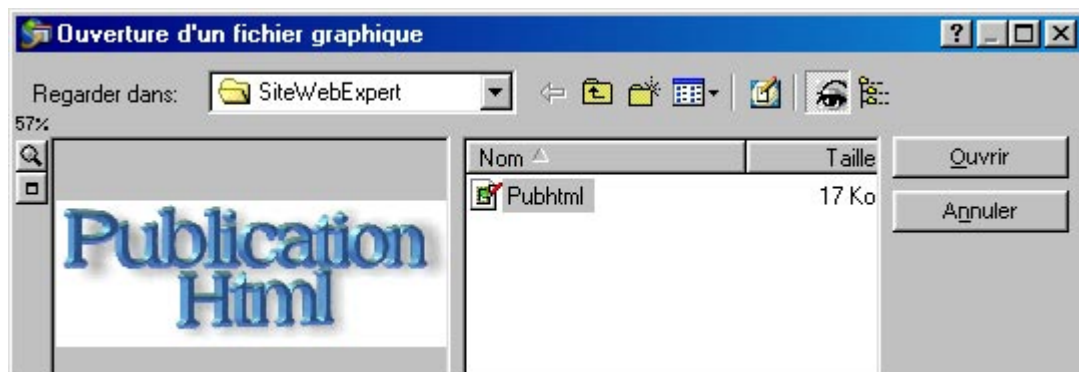 Ouverture d'un fichier graphique
Regarder dans: SiteWebExpert
57%
Nom Taille Ouvrir
Pubhtml 17 Ko
Annuler
Publication
Html